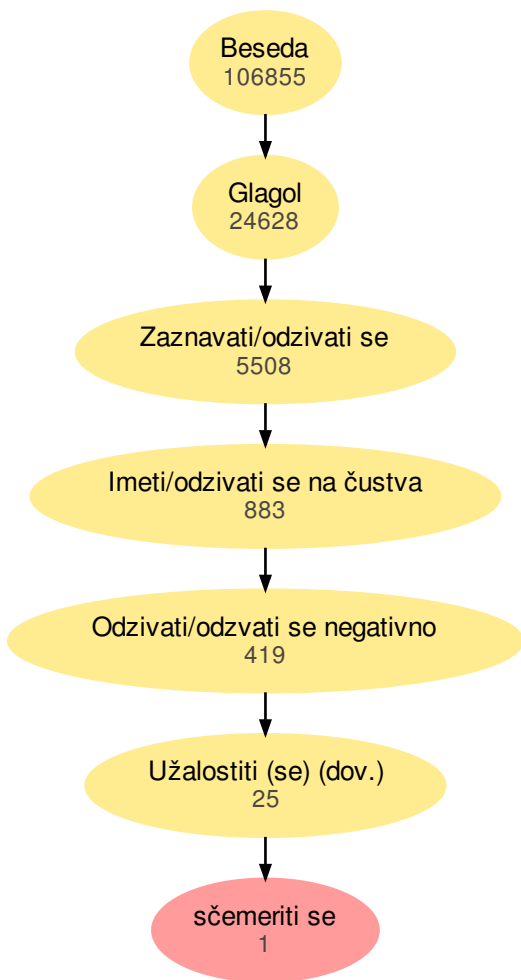 Beseda
106855
Glagol
24628
Zaznavati/odzivati se
5508
Imeti/odzivati se na čustva
883
Odzivati/odzvati se negativno
419
Užalostiti (se) (dov.)
25
sčemeriti se
1